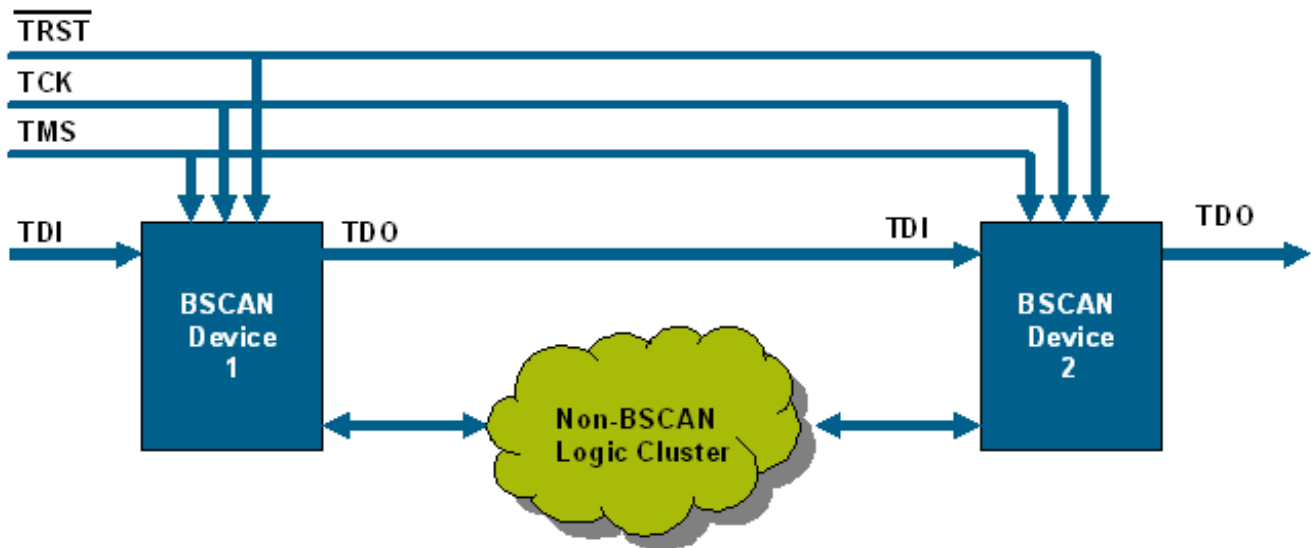 TRST
TCK
TMS
TDI
TDO
TDI
TDO
BSCAN
Device
1
BSCAN
Device
2
Non-BSCAN
Logic Cluster